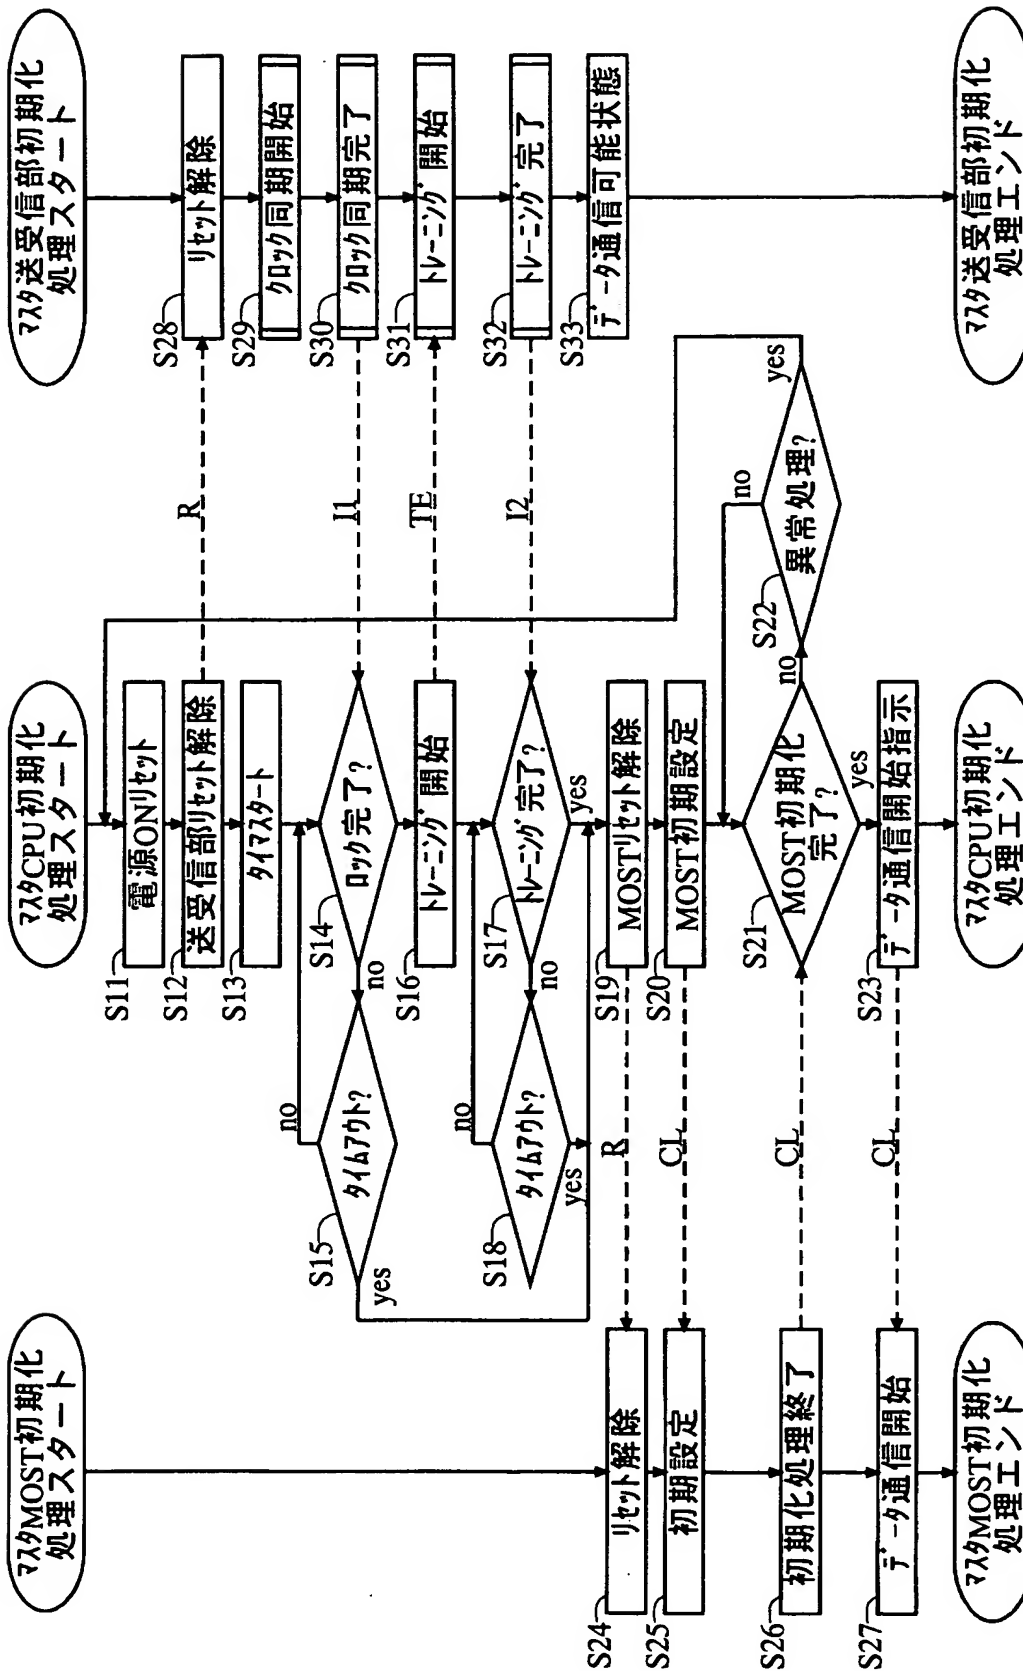 マスタMOST初期化
処理スタート
S24
リセット解除
S25
初期設定
S26
初期化処理終了
S27
データ通信開始
マスタMOST初期化
処理エンド
マスタCPU初期化
処理スタート
S11
電源ONリセット
S12
送受信部リセット解除
S13
タイマスタート
S14
ロック完了?
no
S15
タイムアウト?
no
yes
S16
トレーニング開始
S17
トレーニング完了?
no
yes
S18
タイムアウト?
no
yes
S19
MOSTリセット解除
R
S20
MOST初期設定
CL
S21
MOST初期化
完了?
no
yes
CL
S22
異常処理?
no
yes
S23
データ通信開始指示
CL
マスタCPU初期化
処理エンド
マスタ送受信部初期化
処理スタート
R
S28
リセット解除
S29
クロック同期開始
I1
S30
クロック同期完了
TE
S31
トレーニング開始
I2
S32
トレーニング完了
S33
データ通信可能状態
マスタ送受信部初期化
処理エンド